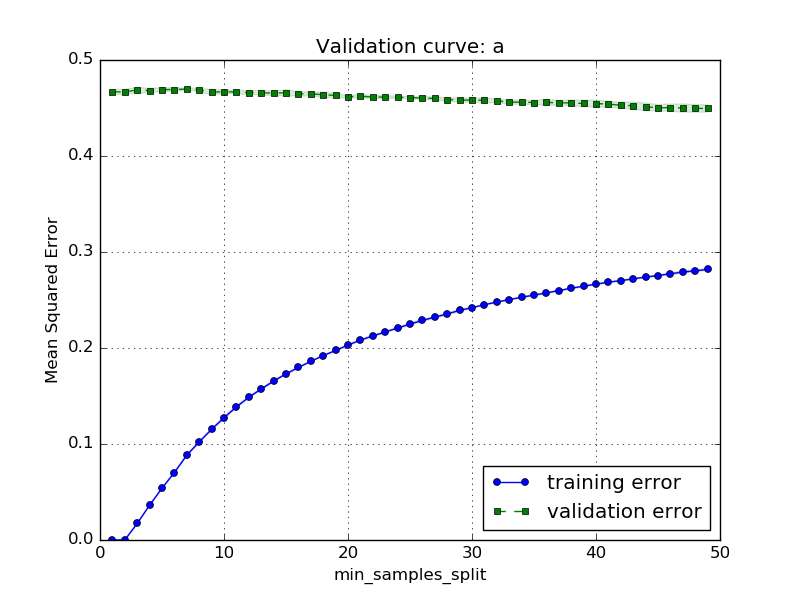 Validation curve: a
Mean Squared Error
0.5
0.4
0.3
0.2
0.1
0.0
0
10
20
30
40
50
min_samples_split
training error
validation error